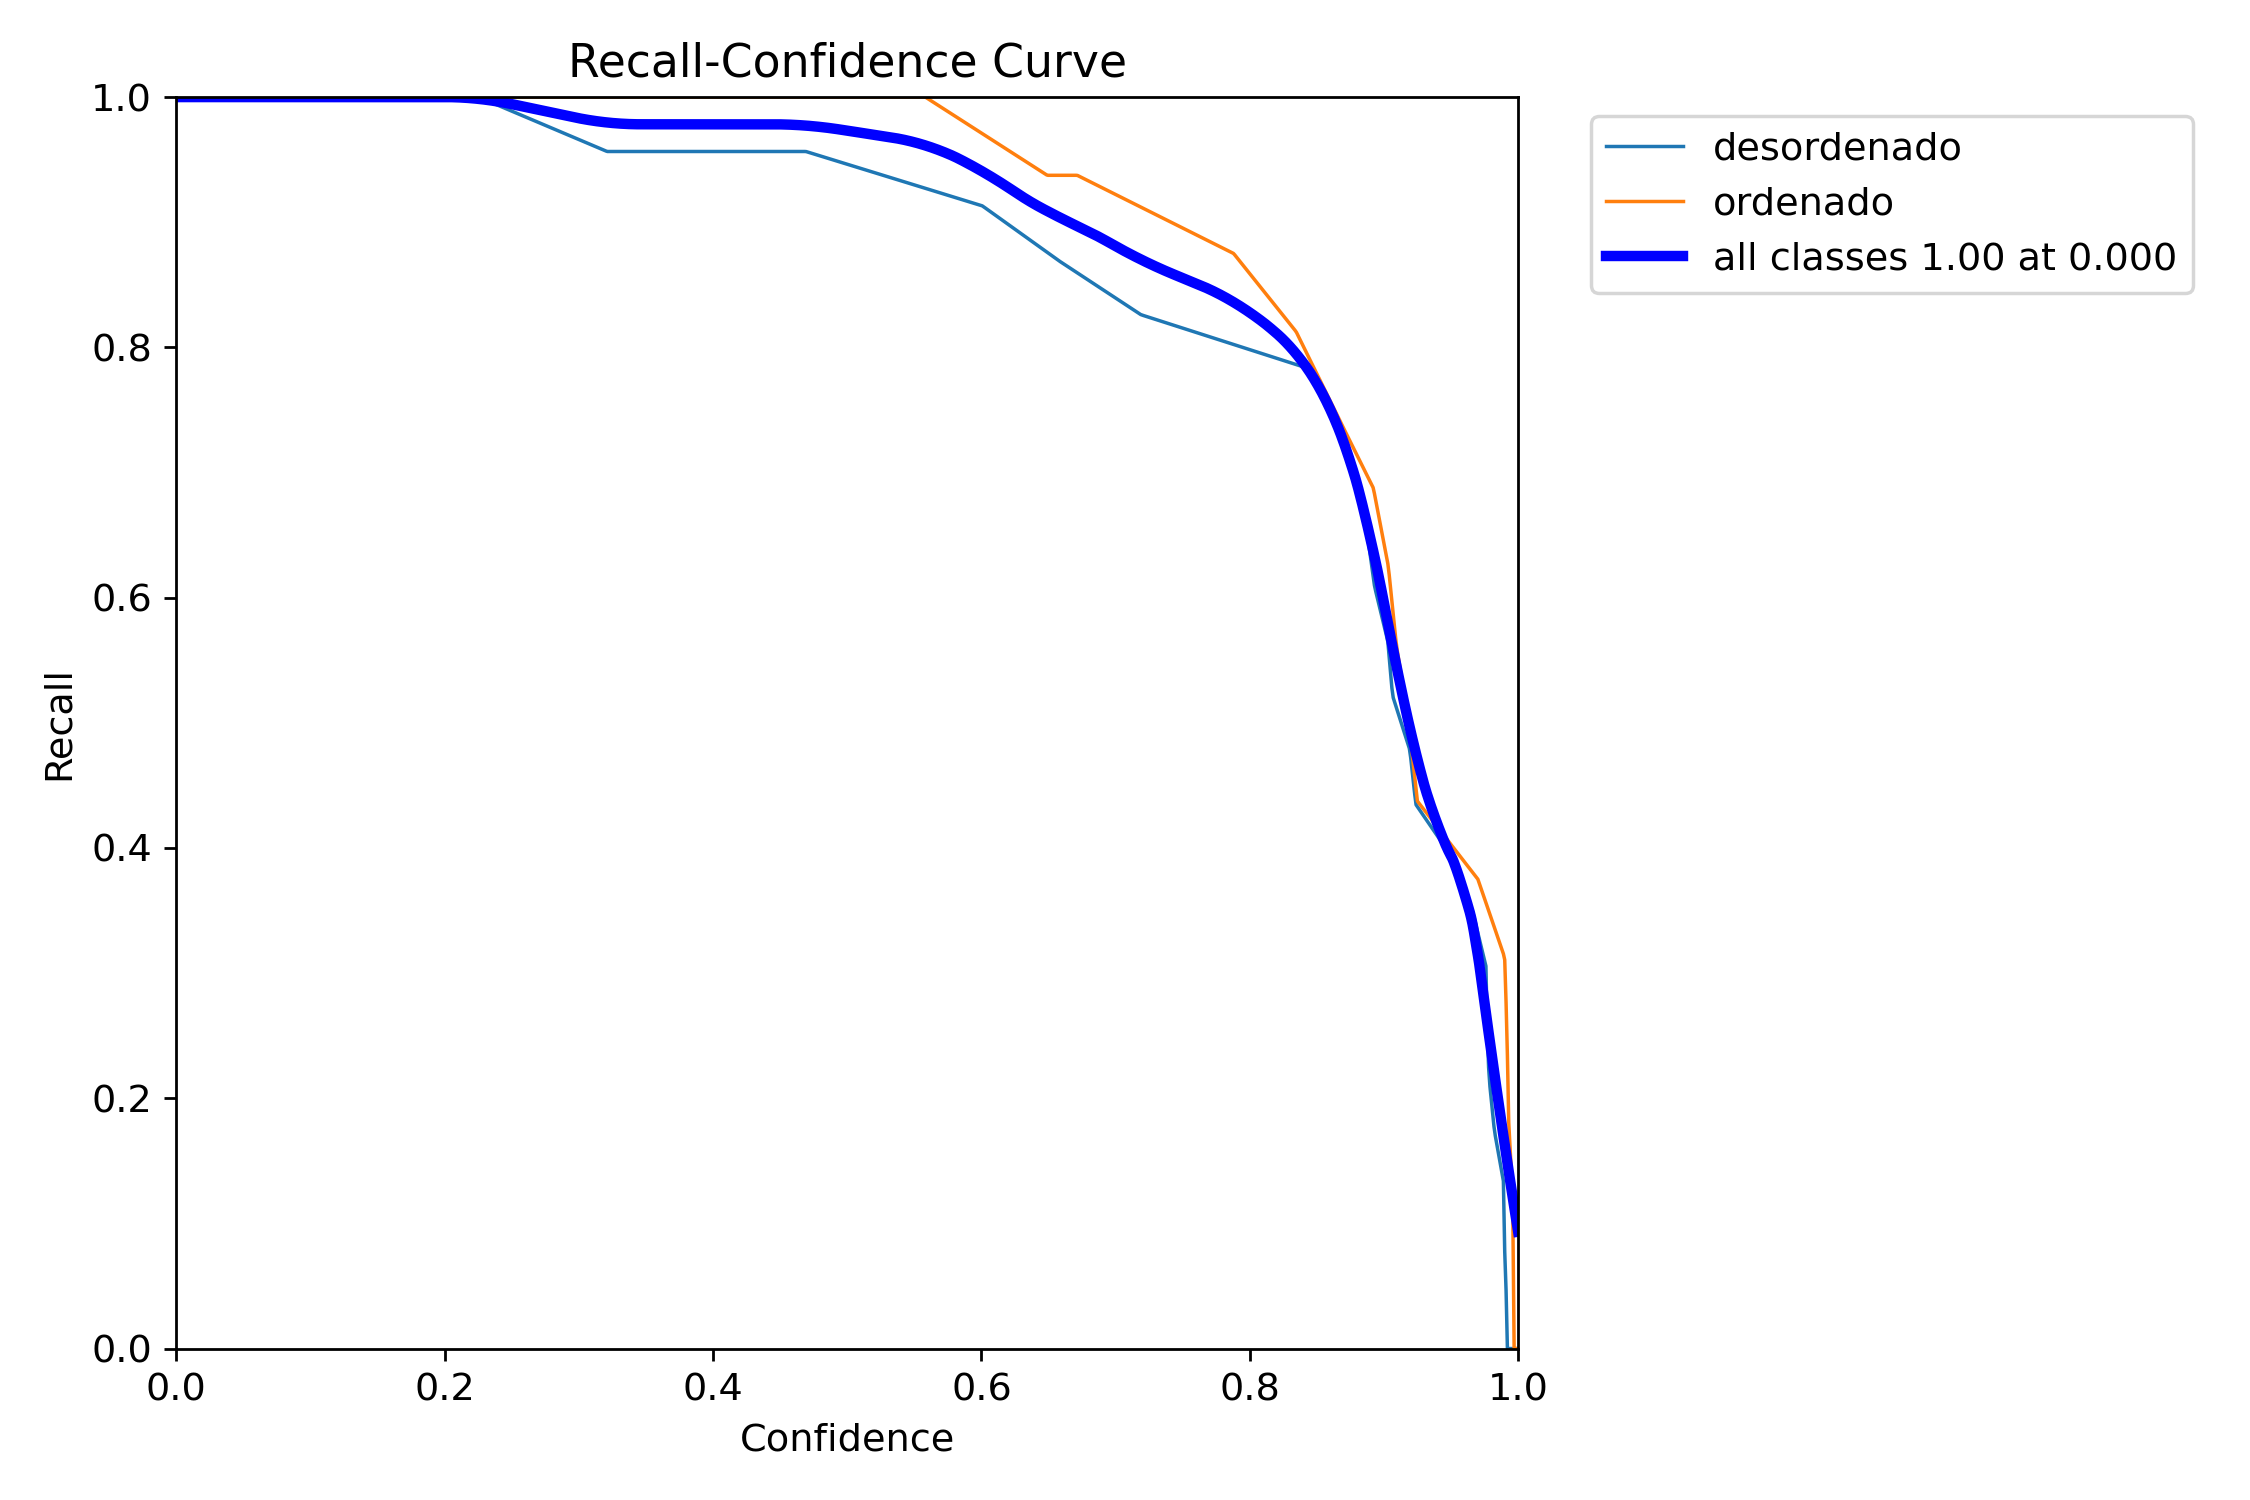 Recall-Confidence Curve
1.0
0.8
0.6
0.4
0.2
0.0
Recall
0.0 0.2 0.4 0.6 0.8 1.0
Confidence
desordenado
ordenado
all classes 1.00 at 0.000